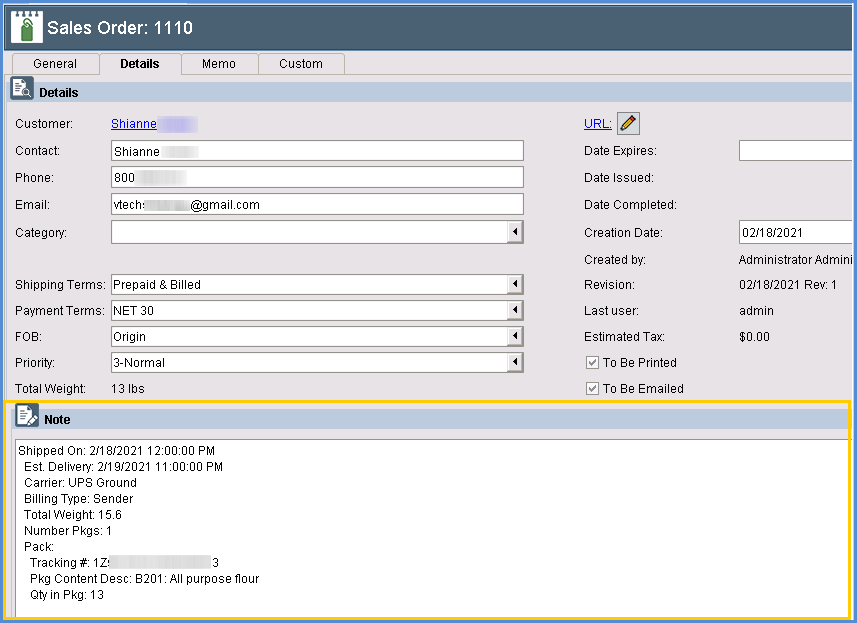 Sales Order: 1110
General Details Memo Custom
Details
Customer: Shianne
Contact: Shianne
Phone: 800
Email: vtechs @gmail.com
Category:
Shipping Terms: Prepaid & Billed
Payment Terms: NET 30
FOB: Origin
Priority: 3-Normal
Total Weight: 13 lbs
URL:
Date Expires:
Date Issued:
Date Completed:
Creation Date: 02/18/2021
Created by: Administrator Admini
Revision: 02/18/2021 Rev: 1
Last user: admin
Estimated Tax: $0.00
To Be Printed
To Be Emailed
Note
Shipped On: 2/18/2021 12:00:00 PM
Est. Delivery: 2/19/2021 11:00:00 PM
Carrier: UPS Ground
Billing Type: Sender
Total Weight: 15.6
Number Pkgs: 1
Pack:
Tracking #: 1Z 3
Pkg Content Desc: B201: All purpose flour
Qty in Pkg: 13